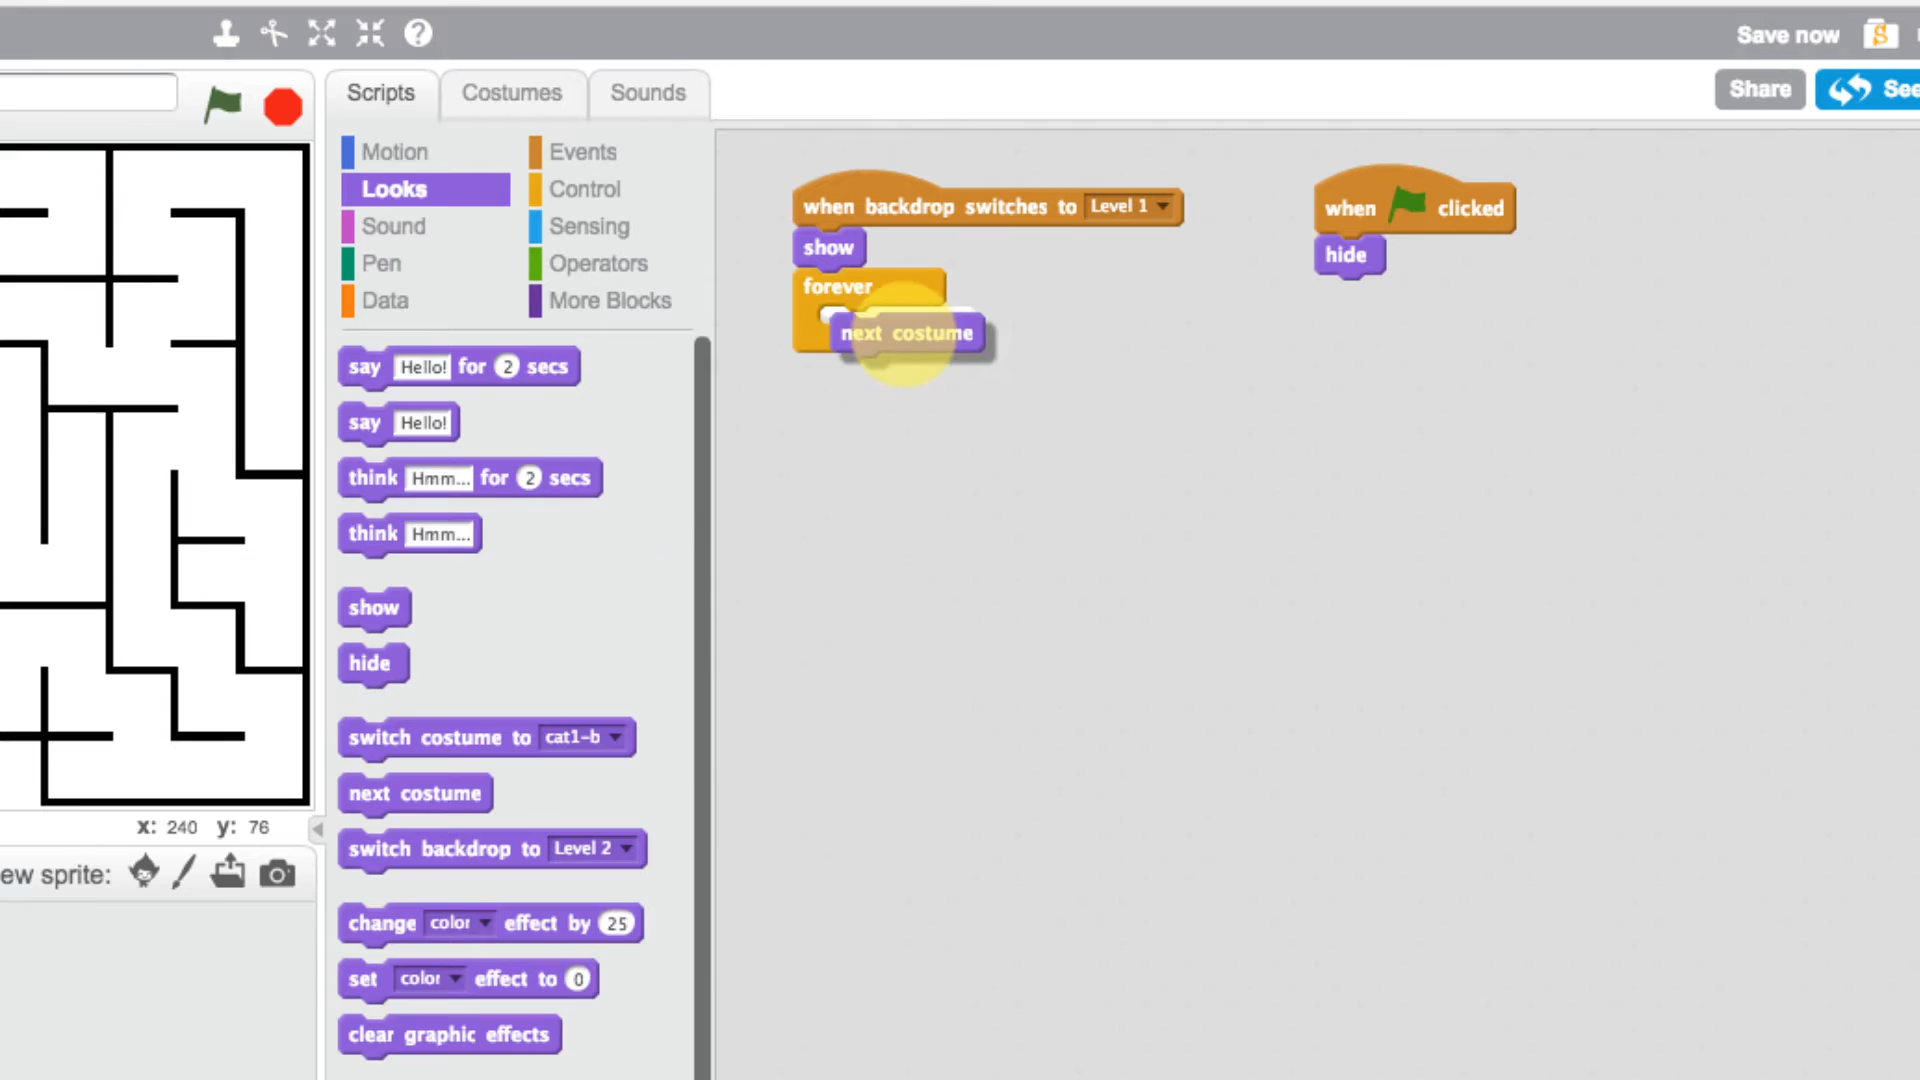 Save now
Share
See
Scripts
Costumes
Sounds
Motion
Looks
Sound
Pen
Data
Events
Control
Sensing
Operators
More Blocks
say Hello! for 2 secs
say Hello!
think Hmm... for 2 secs
think Hmm...
show
hide
switch costume to cat1-b
next costume
switch backdrop to Level 2
change color effect by 25
set color effect to 0
clear graphic effects
when backdrop switches to Level 1
show
forever
next costume
when clicked
hide
x: 240 y: 76
ew sprite: